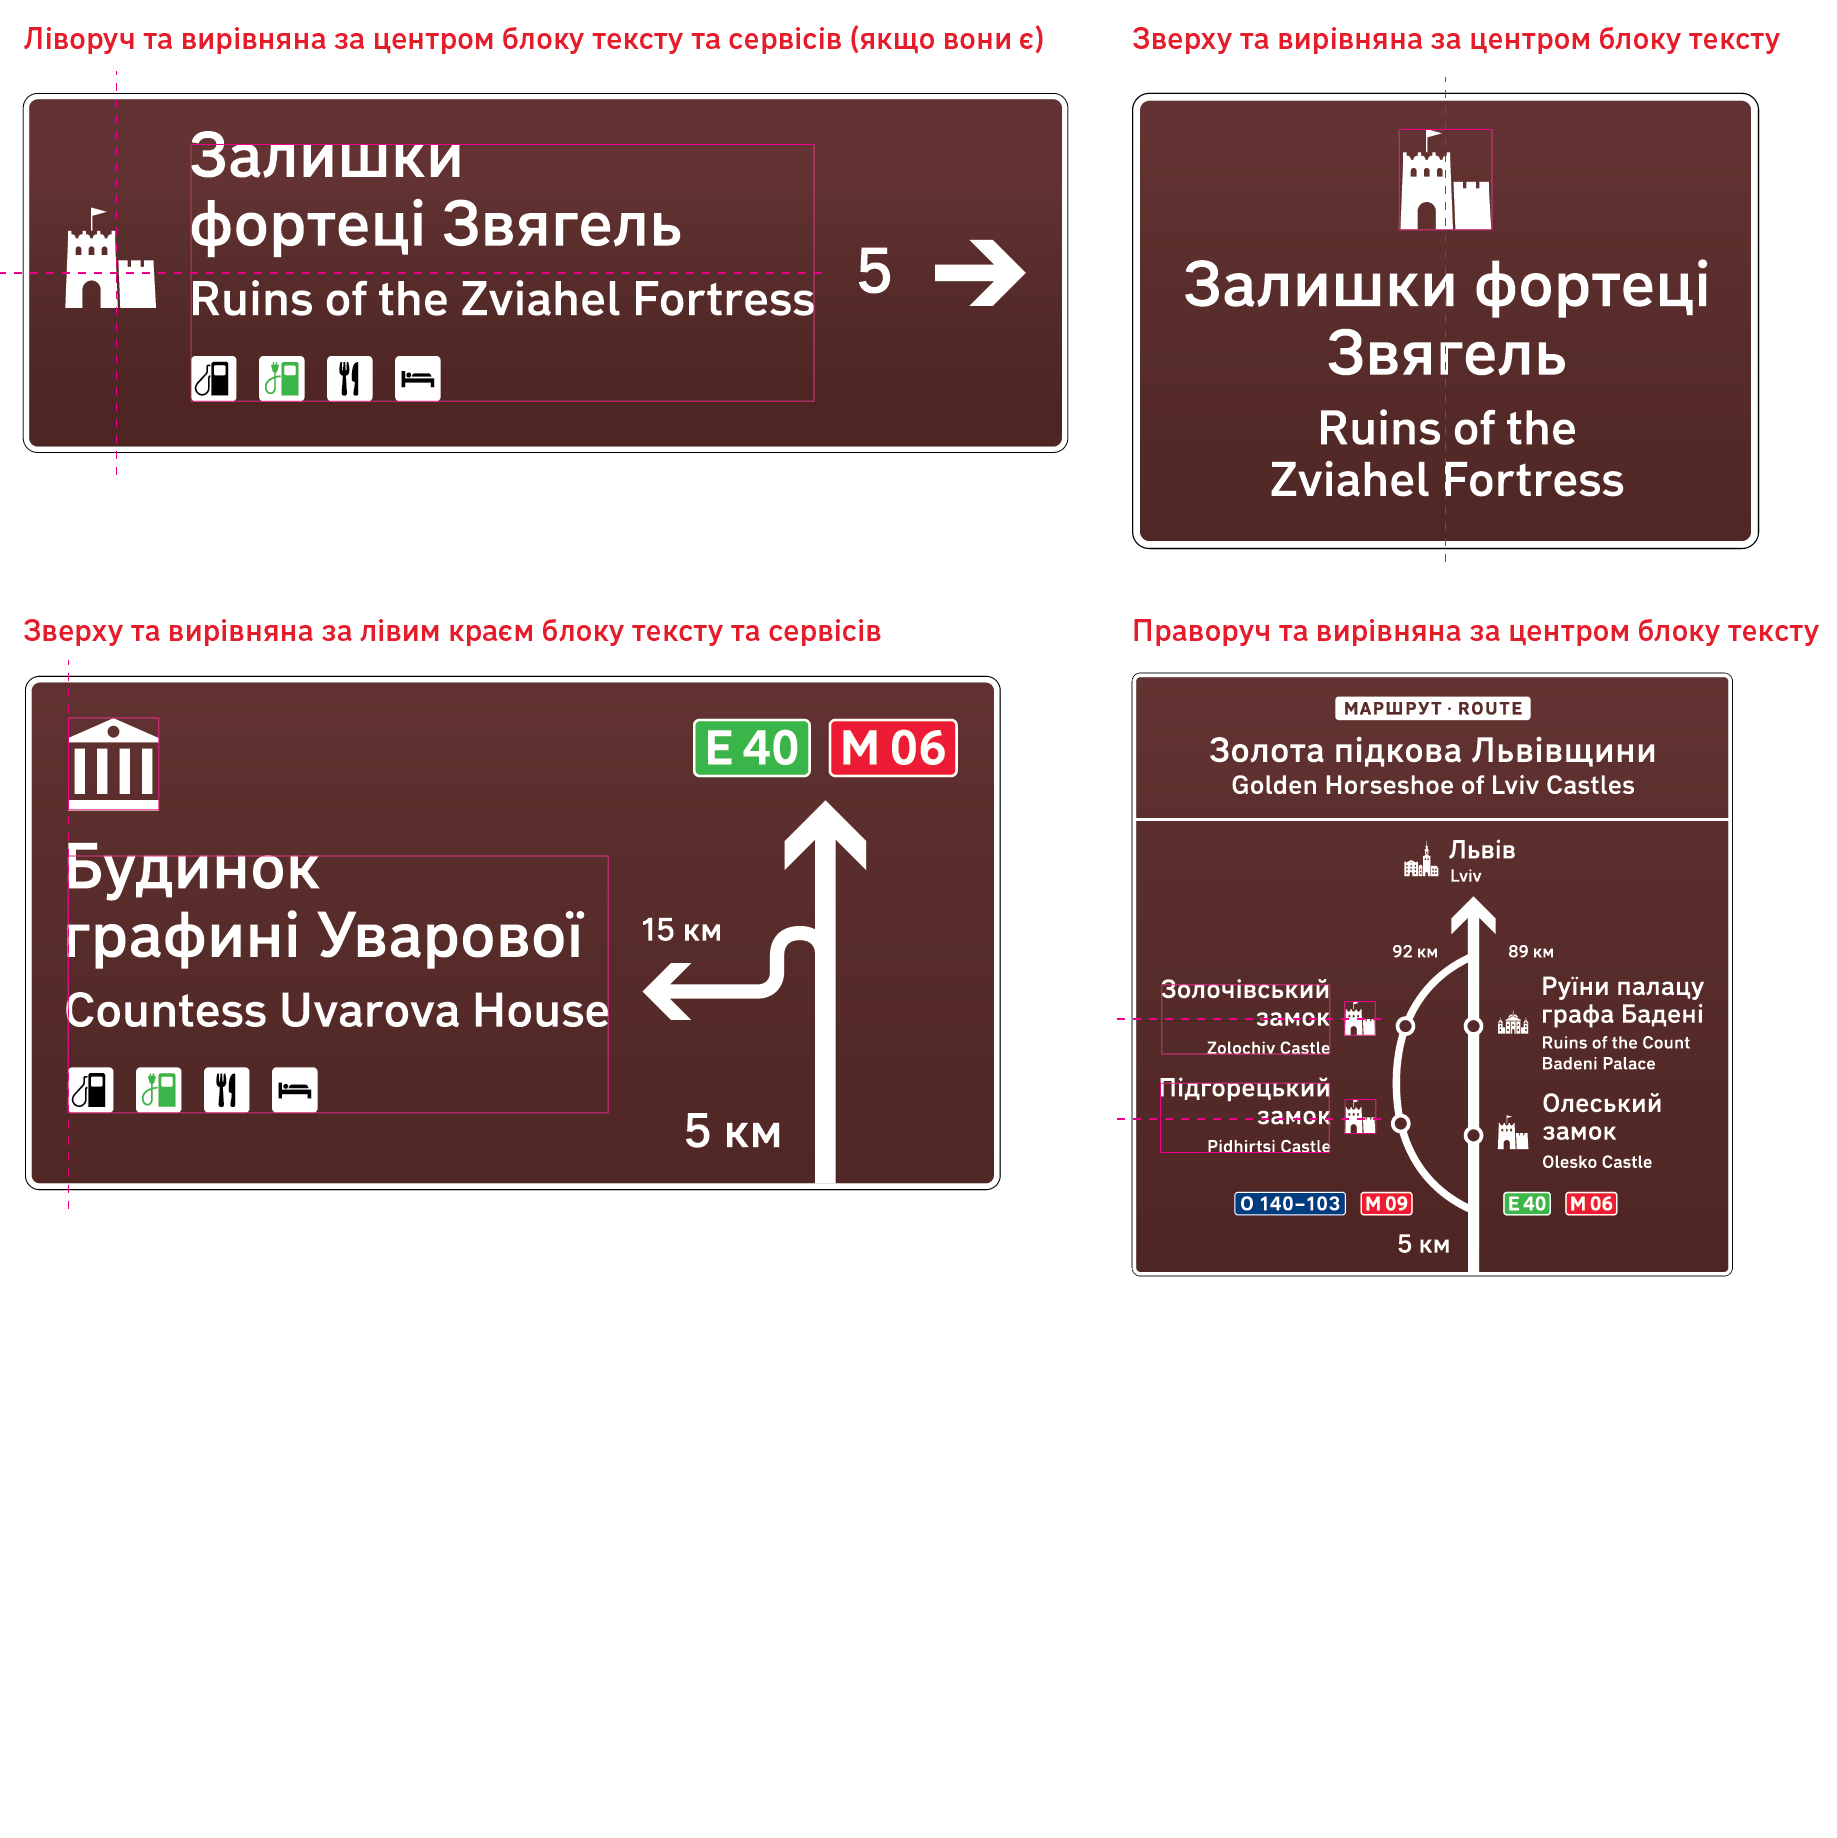 Ліворуч та вирівняна за центром блоку тексту та сервісів (якщо вони є)
Залишки
фортеці Звягель
Ruins of the Zviahel Fortress
5
Зверху та вирівняна за центром блоку тексту
Залишки фортеці
Звягель
Ruins of the
Zviahel Fortress
Зверху та вирівняна за лівим краєм блоку тексту та сервісів
E 40
M 06
Будинок
графині Уварової
Countess Uvarova House
15 км
5 км
Праворуч та вирівняна за центром блоку тексту
МАРШРУТ · ROUTE
Золота підкова Львівщини
Golden Horseshoe of Lviv Castles
Львів
Lviv
92 км
89 км
Золочівський
замок
Zolochiv Castle
Руїни палацу
графа Бадені
Ruins of the Count
Badeni Palace
Підгорецький
замок
Pidhirtsi Castle
Олеський
замок
Olesko Castle
О 140–103
M 09
E 40
M 06
5 км